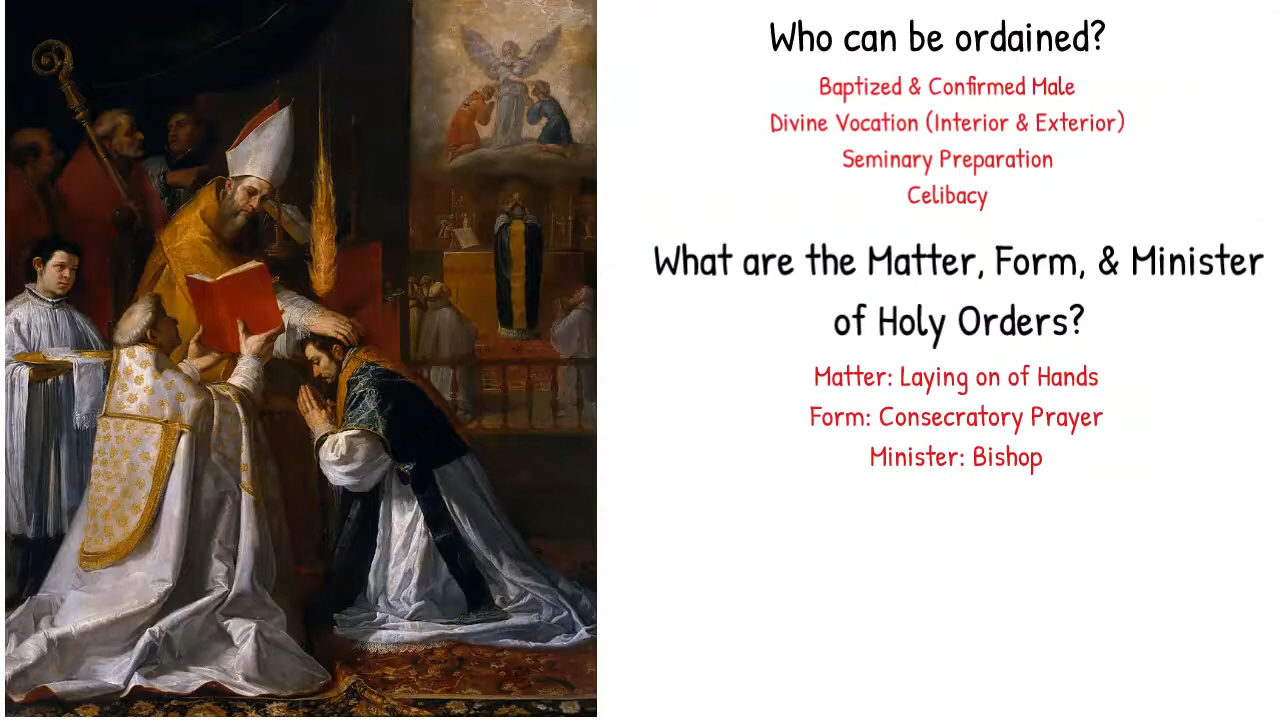 Who can be ordained?
Baptized & Confirmed Male
Divine Vocation (Interior & Exterior)
Seminary Preparation
Celibacy
What are the Matter, Form, & Minister
of Holy Orders?
Matter: Laying on of Hands
Form: Consecratory Prayer
Minister: Bishop